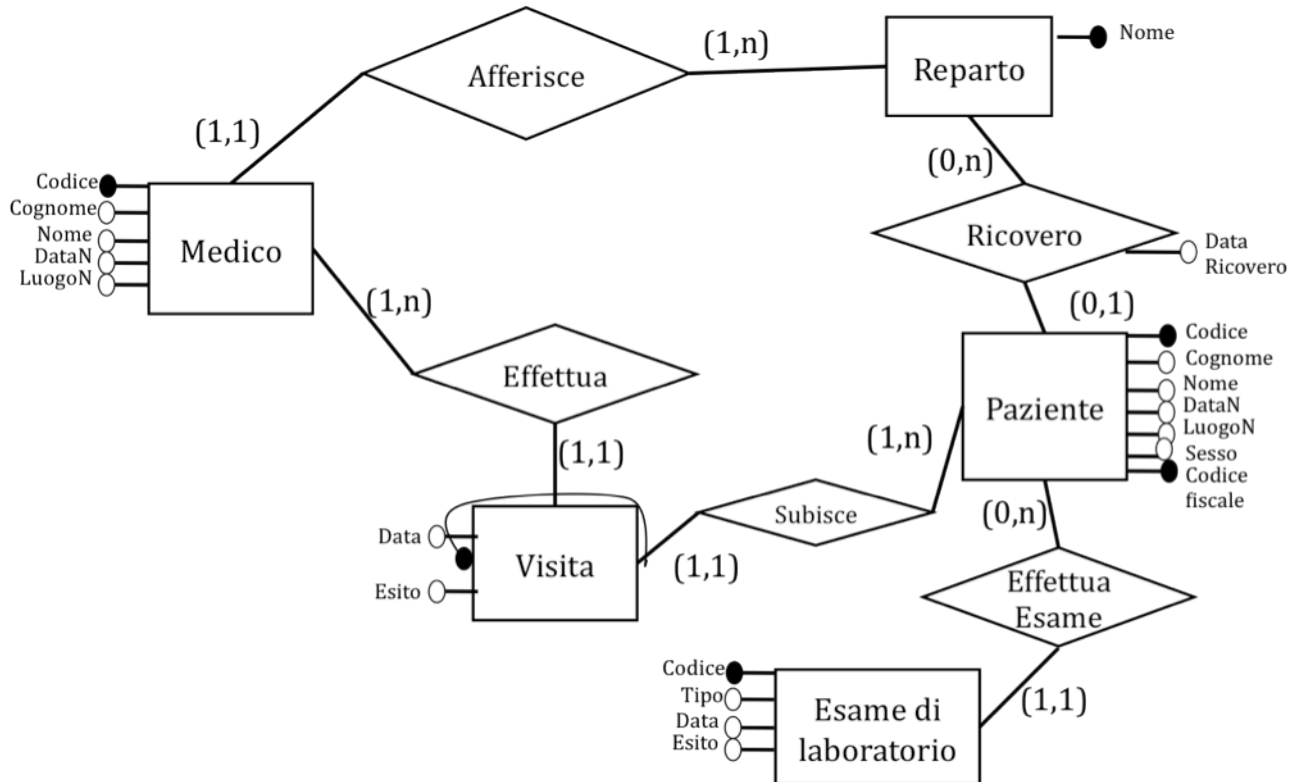 Afferisce
(1,n)
Reparto
Nome
(1,1)
(0,n)
Codice
Cognome
Nome
DataN
LuogoN
Medico
Ricovero
Data
Ricovero
(1,n)
(0,1)
Effettua
Paziente
Codice
Cognome
Nome
DataN
LuogoN
Sesso
Codice
fiscale
(1,1)
(1,n)
Subisce
(0,n)
Data
Esito
Visita
(1,1)
Effettua
Esame
Codice
Tipo
Data
Esito
Esame di
laboratorio
(1,1)